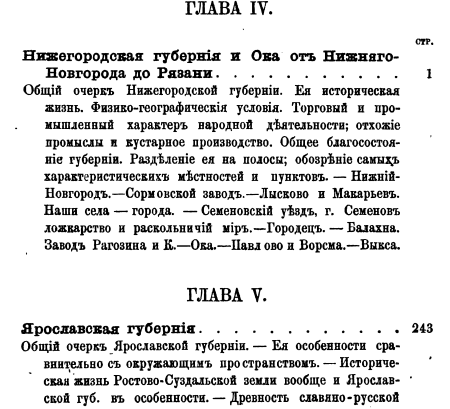 ГЛАВА IV.
СТР.
Нижегородская губернія и Ока отъ Нижняго-
Новгорода до Рязани . . . . . . . . . . . . 1
Общій очеркъ Нижегородской губерніи. Ея историческая
жизнь. Физико-географическія условія. Торговый и про-
мышленный характеръ народной дѣятельности; отхожіе
промыслы и кустарное производство. Общее благосостоя-
ніе губерніи. Раздѣленіе ея на полосы; обозрѣніе самыхъ
характеристическихъ мѣстностей и пунктовъ. — Нижній-
Новгородъ.—Сормовской заводъ.—Лысково и Макарьевъ.
Наши села — города. — Семеновскій уѣздъ, г. Семеновъ
ложкарство и раскольничій міръ.—Городецъ. — Балахна.
Заводъ Рагозина и К.—Ока.—Павлово и Ворсма.—Выкса.
ГЛАВА V.
Ярославская губернія . . . . . . . . . . . . . 243
Общій очеркъ Ярославской губерніи. — Ея особенности сра-
внительно съ окружающимъ пространствомъ. — Историче-
ская жизнь Ростово-Суздальской земли вообще и Ярослав-
ской губ. въ особенности. — Древность славяно-русской